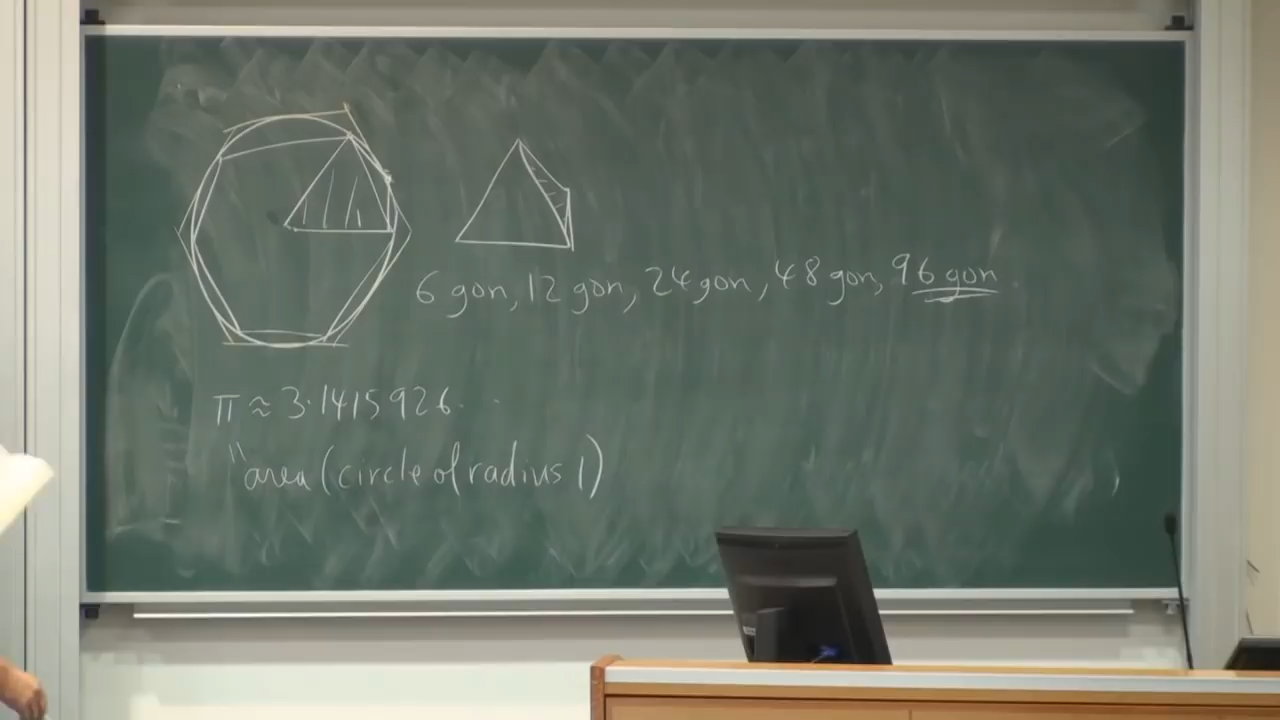 6 gon, 12 gon, 24 gon, 48 gon, 96 gon
π ≈ 3.1415926...
"area (circle of radius 1)